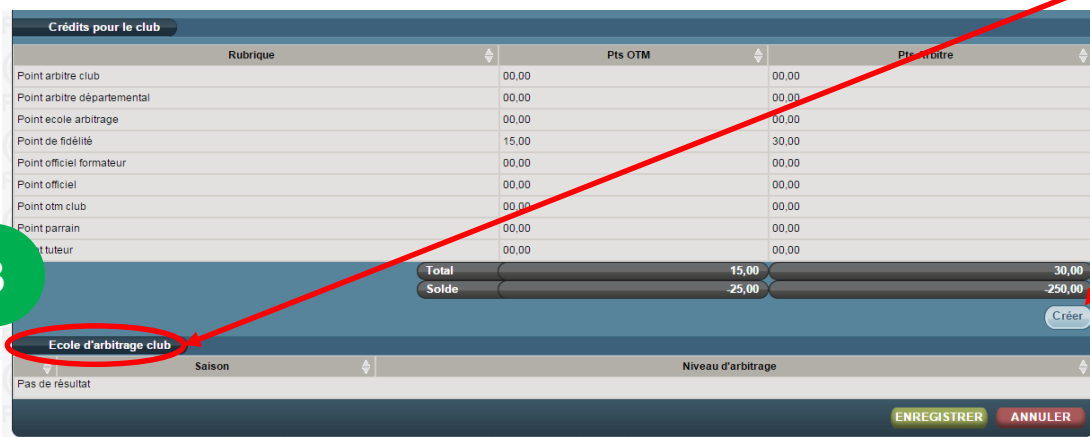 Crédits pour le club
Rubrique Pts OTM Pts Arbitre
Point arbitre club 00,00 00,00
Point arbitre départemental 00,00 00,00
Point ecole arbitrage 00,00 00,00
Point de fidélité 15,00 30,00
Point officiel formateur 00,00 00,00
Point officiel 00,00 00,00
Point otm club 00,00 00,00
Point parrain 00,00 00,00
tuteur 00,00 00,00
Total 15,00 30,00
Solde -25,00 -250,00
Créer
Ecole d'arbitrage club
Saison Niveau d'arbitrage
Pas de résultat
ENREGISTRER ANNULER